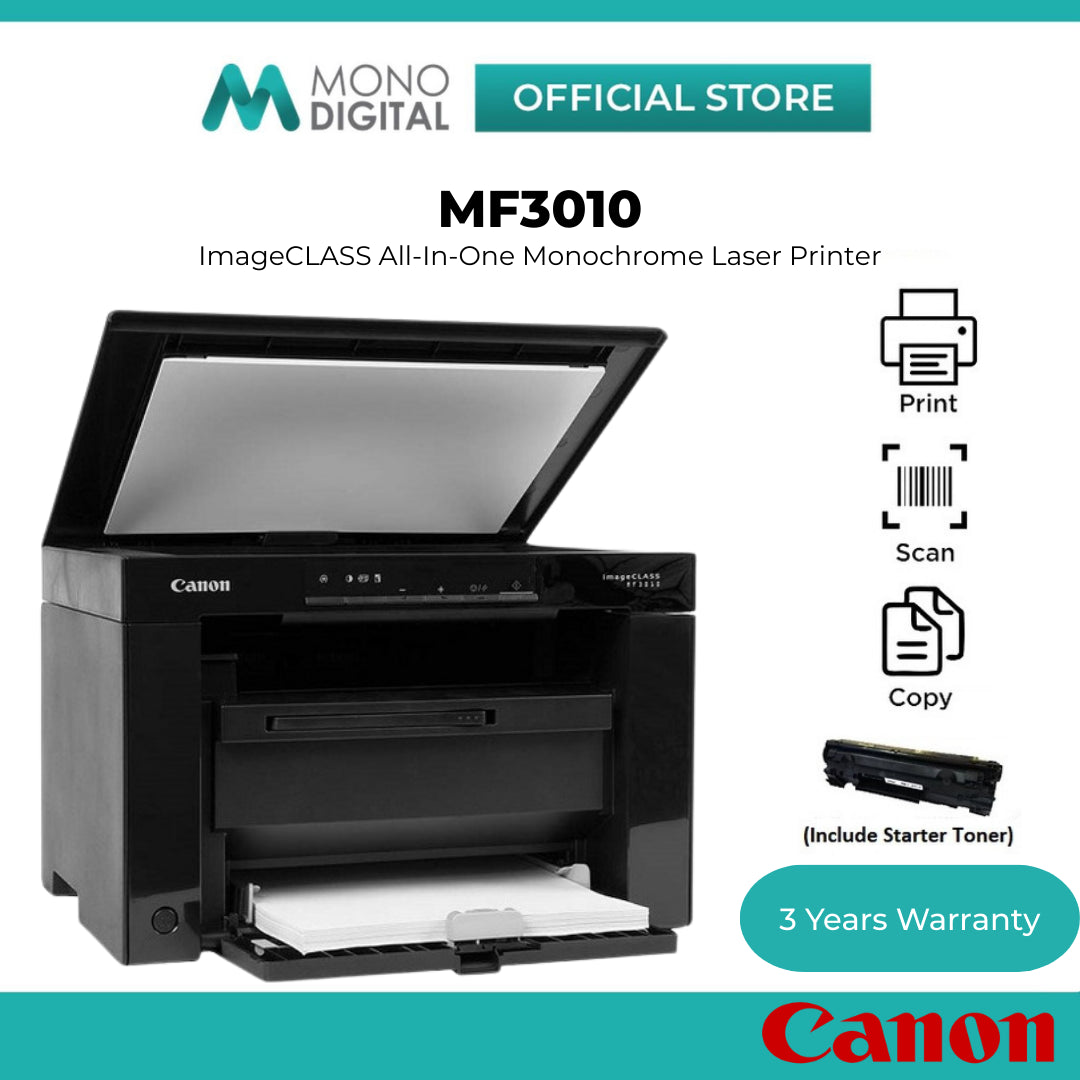 MONO
DIGITAL
OFFICIAL STORE
MF3010
ImageCLASS All-In-One Monochrome Laser Printer
Print
Scan
Copy
Canon
imageCLASS
MF3010
(Include Starter Toner)
3 Years Warranty
Canon